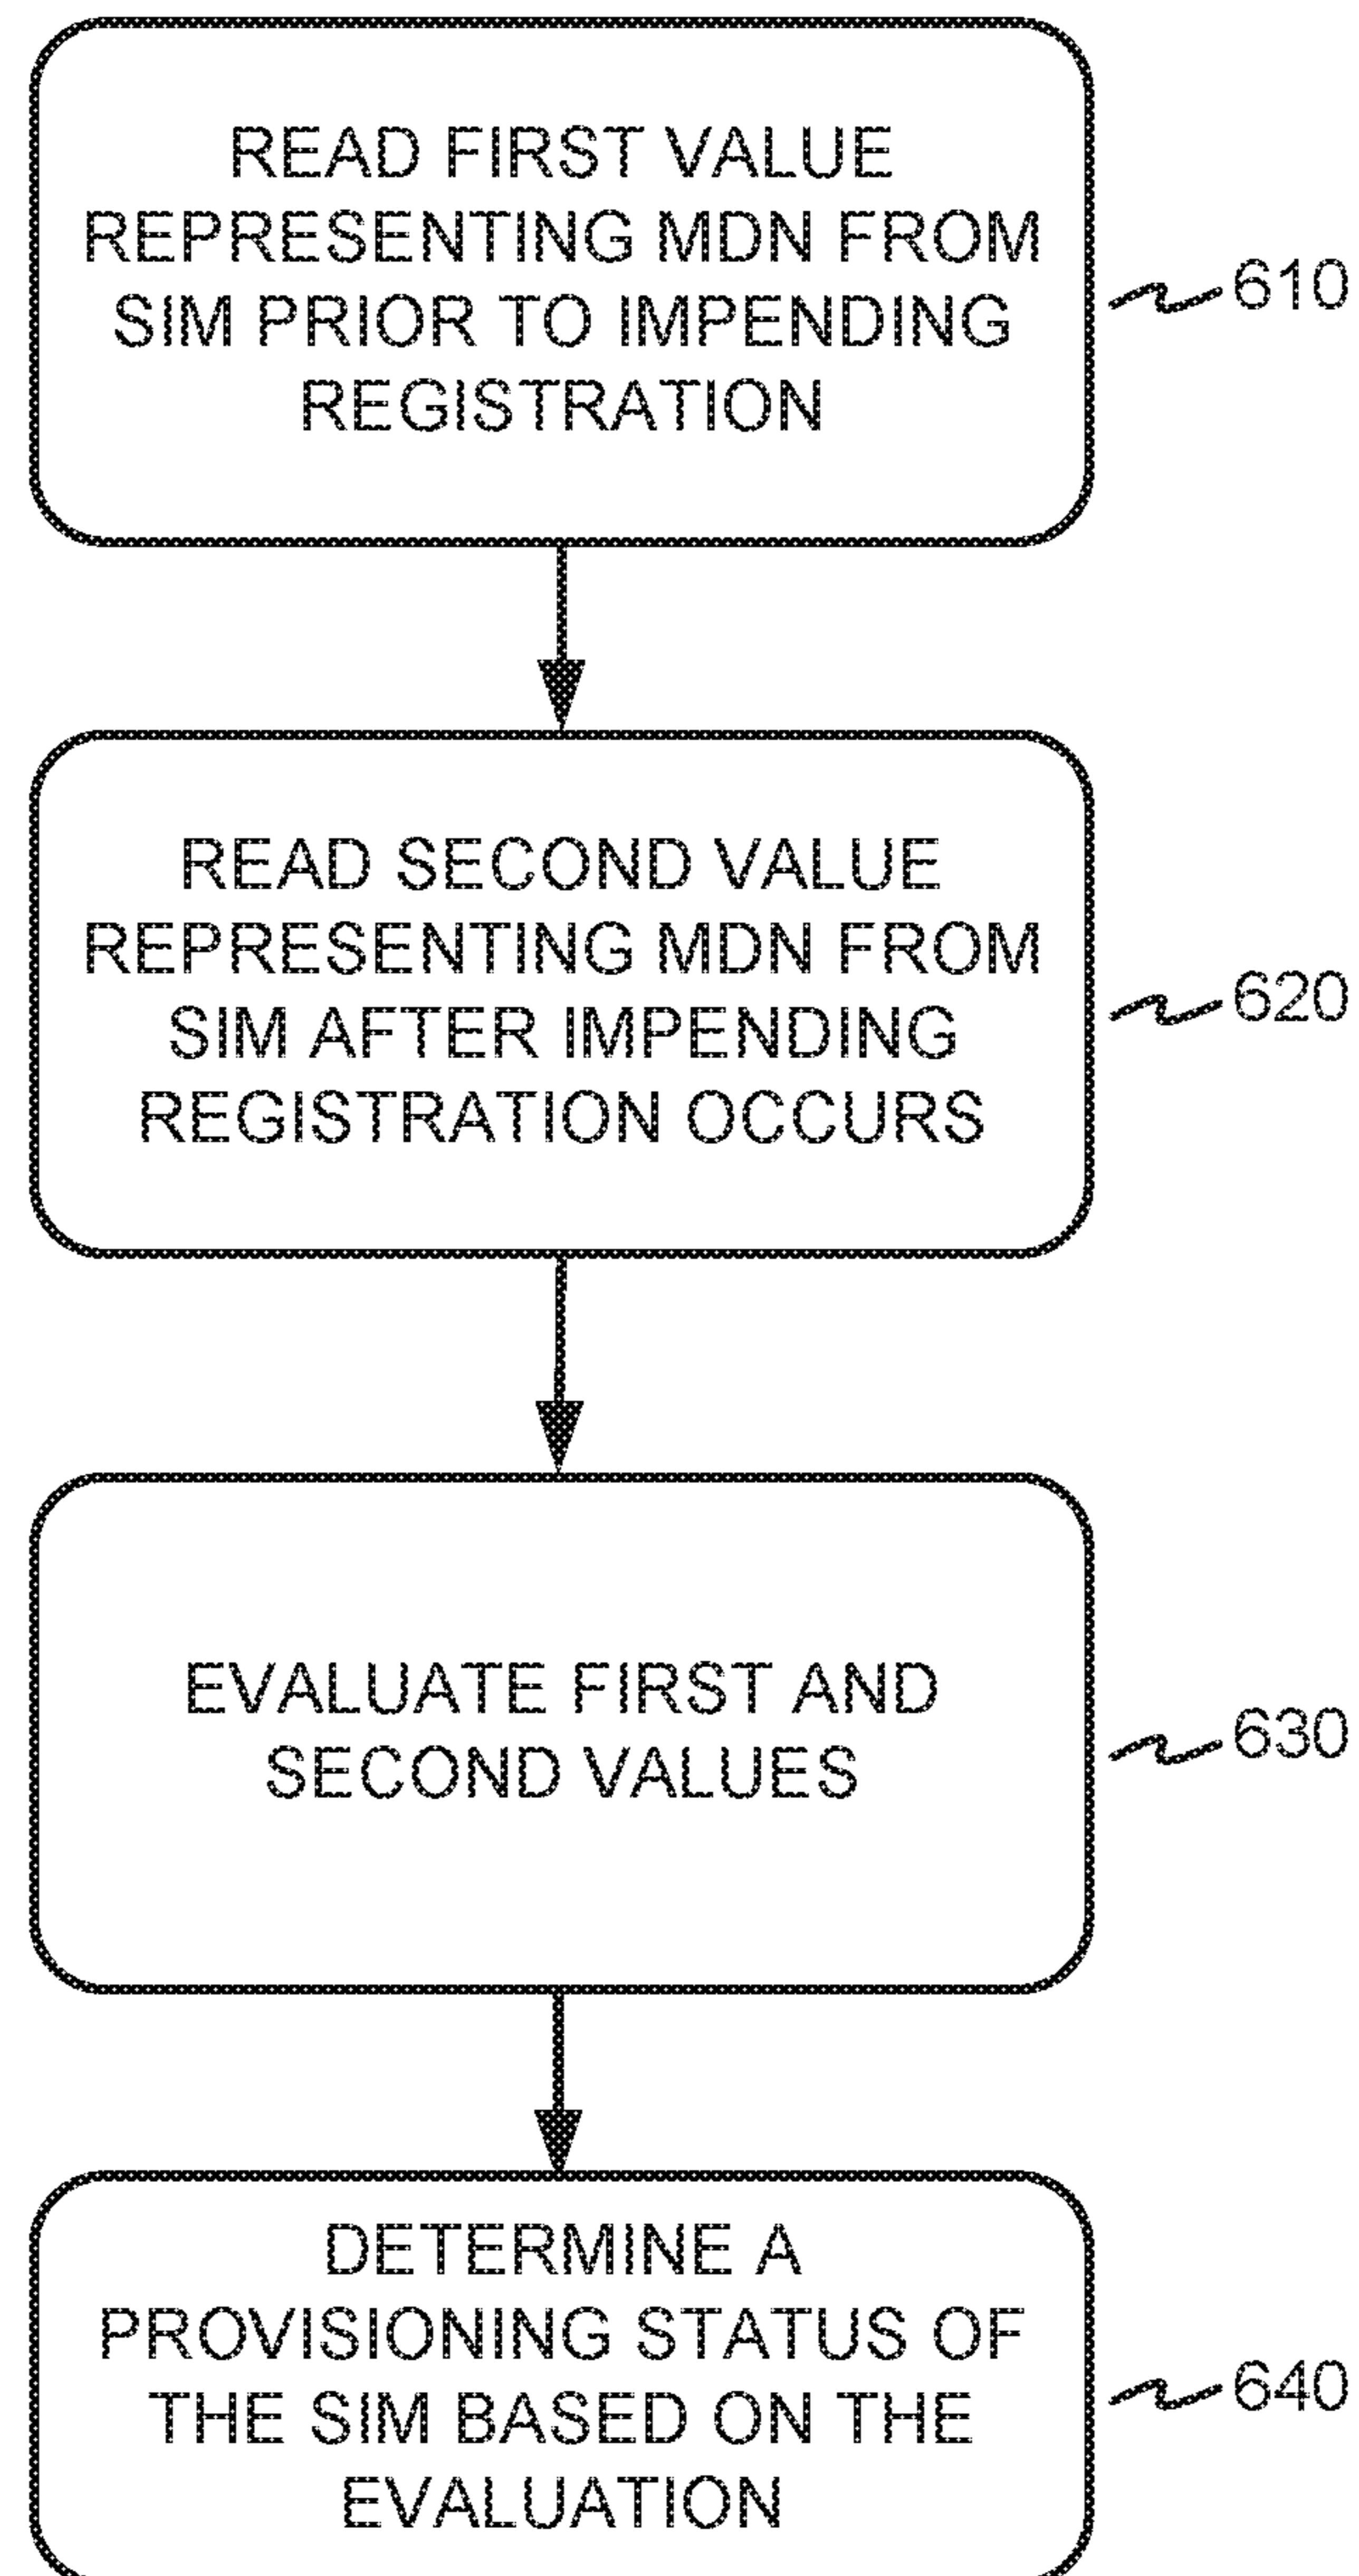 READ FIRST VALUE
REPRESENTING MDN FROM
SIM PRIOR TO IMPENDING
REGISTRATION
610
READ SECOND VALUE
REPRESENTING MDN FROM
SIM AFTER IMPENDING
REGISTRATION OCCURS
620
EVALUATE FIRST AND
SECOND VALUES
630
DETERMINE A
PROVISIONING STATUS OF
THE SIM BASED ON THE
EVALUATION
640